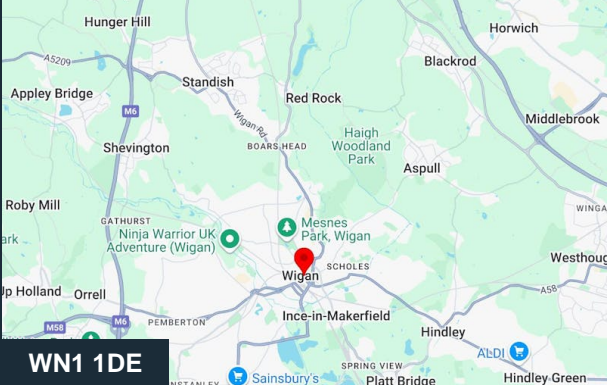 Hunger Hill
Horwich
A5209
Blackrod
Standish
Appley Bridge
Red Rock
M6
Wigan Rd
Middlebrook
Haigh
Woodland
Park
Shevington
BOARS HEAD
Aspull
Roby Mill
WINGA
GATHURST
Mesnes
Park, Wigan
Ninja Warrior UK
Adventure (Wigan)
ark
Westhoug
SCHOLES
Wigan
Up Holland
Orrell
A58
Ince-in-Makerfield
M58
M6
PEMBERTON
Hindley
ALDI
WN1 1DE
SPRING VIEW
Sainsbury's
Platt Bridge
Hindley Green